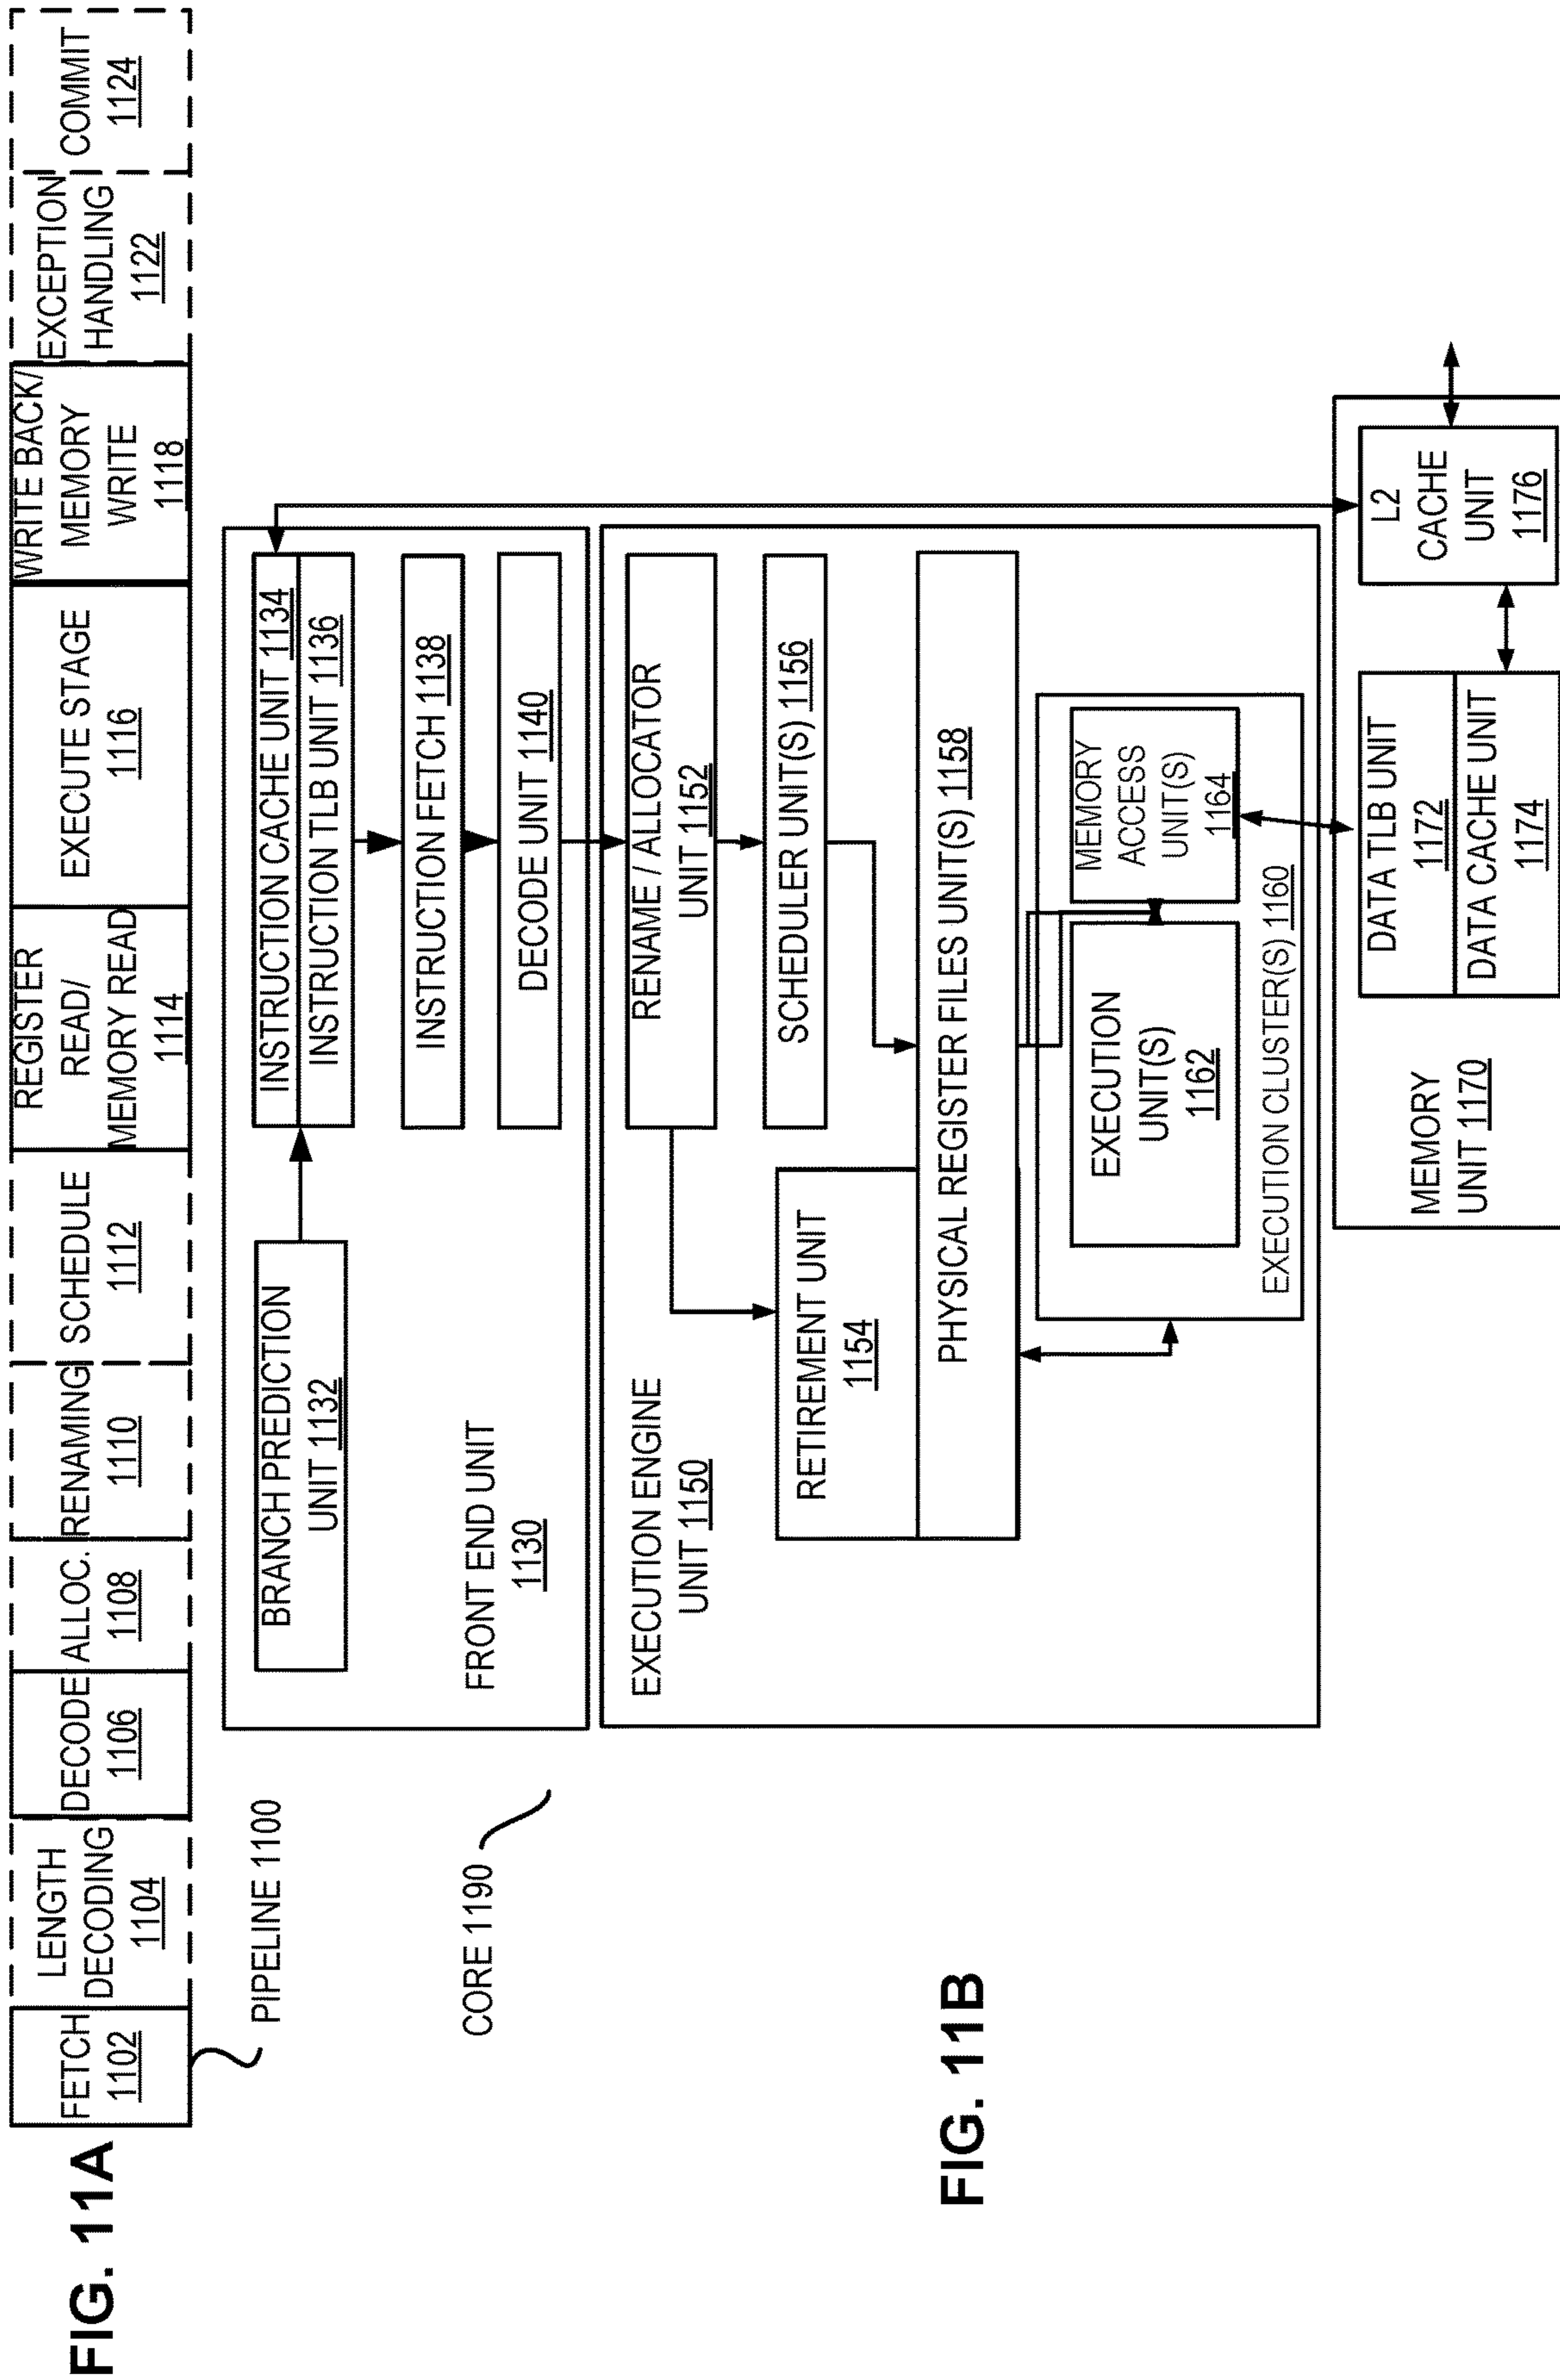 FIG. 11A
FETCH
1102
LENGTH
DECODING
1104
DECODE
1106
ALLOC.
1108
RENAMING
1110
SCHEDULE
1112
REGISTER
READ/
MEMORY READ
1114
EXECUTE STAGE
1116
WRITE BACK/
MEMORY
WRITE
1118
EXCEPTION
HANDLING
1122
COMMIT
1124
PIPELINE 1100
CORE 1190
FIG. 11B
BRANCH PREDICTION
UNIT 1132
INSTRUCTION CACHE UNIT 1134
INSTRUCTION TLB UNIT 1136
INSTRUCTION FETCH 1138
DECODE UNIT 1140
FRONT END UNIT
1130
EXECUTION ENGINE
UNIT 1150
RENAME / ALLOCATOR
UNIT 1152
SCHEDULER UNIT(S) 1156
RETIREMENT UNIT
1154
PHYSICAL REGISTER FILES UNIT(S) 1158
EXECUTION
UNIT(S)
1162
MEMORY
ACCESS
UNIT(S)
1164
EXECUTION CLUSTER(S) 1160
MEMORY
UNIT 1170
DATA TLB UNIT
1172
DATA CACHE UNIT
1174
L2
CACHE
UNIT
1176